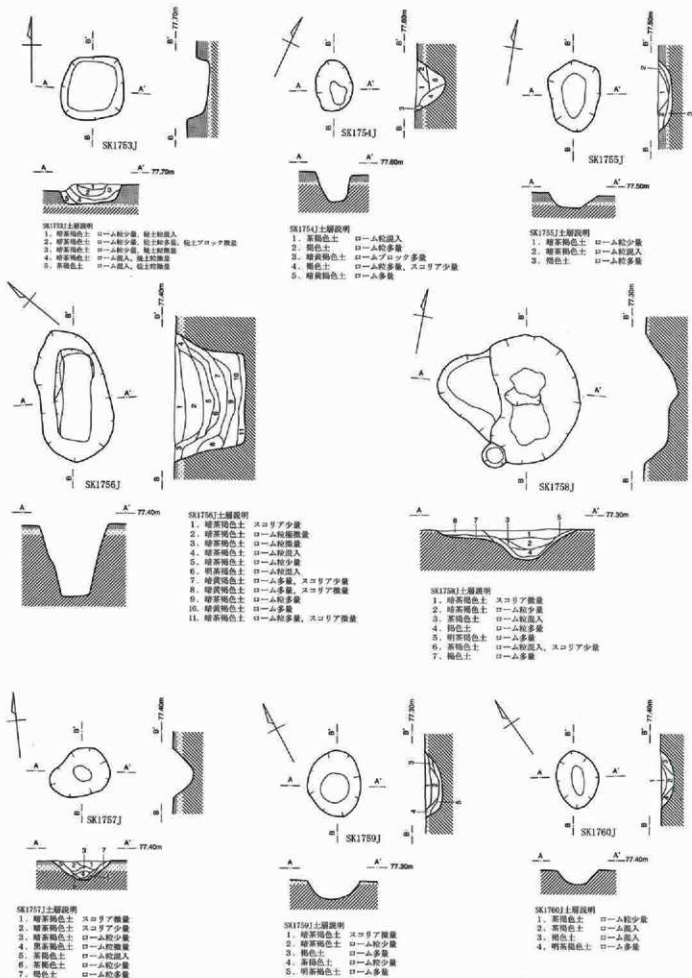 77.70m
B'
A
A'
B
SK1753J
A
A'
77.70m
SK1753J土層説明
1. 暗茶褐色土 ローム粒少量、焼土粒混入
2. 暗茶褐色土 ローム粒少量、焼土粒多量、焼土ブロック微量
3. 暗茶褐色土 ローム粒少量、焼土粒微量
4. 暗茶褐色土 ローム混入、焼土粒微量
5. 茶褐色土 ローム混入、焼土粒微量
77.60m
B'
A
A'
B
SK1754J
A
A'
77.60m
SK1754J土層説明
1. 茶褐色土 ローム粒混入
2. 褐色土 ローム粒多量
3. 暗黄褐色土 ロームブロック多量
4. 褐色土 ローム粒多量、スコリア少量
5. 暗黄褐色土 ローム多量
77.50m
B'
A
A'
B
SK1755J
A
A'
77.50m
SK1755J土層説明
1. 暗茶褐色土 ローム粒少量
2. 暗茶褐色土 ローム粒混入
3. 褐色土 ローム粒多量
77.40m
B'
A
A'
B
SK1756J
A
A'
77.40m
SK1756J土層説明
1. 暗茶褐色土 スコリア少量
2. 暗茶褐色土 ローム粒極微量
3. 暗茶褐色土 ローム粒微量
4. 暗茶褐色土 ローム粒混入
5. 暗茶褐色土 ローム粒少量
6. 明茶褐色土 ローム粒混入
7. 暗黄褐色土 ローム多量、スコリア少量
8. 暗黄褐色土 ローム多量、スコリア微量
9. 暗茶褐色土 ローム粒多量
10. 暗黄褐色土 ローム多量
11. 暗茶褐色土 ローム粒多量、スコリア微量
77.30m
B'
A
A'
B
SK1758J
A
A'
77.30m
SK1758J土層説明
1. 暗茶褐色土 スコリア微量
2. 暗茶褐色土 ローム粒少量
3. 茶褐色土 ローム粒混入
4. 褐色土 ローム粒多量
5. 明茶褐色土 ローム多量
6. 茶褐色土 ローム粒混入、スコリア少量
7. 褐色土 ローム多量
77.40m
B'
A
A'
B
SK1757J
A
A'
77.40m
SK1757J土層説明
1. 暗茶褐色土 スコリア微量
2. 暗茶褐色土 スコリア少量
3. 暗茶褐色土 ローム粒少量
4. 黒茶褐色土 ローム粒微量
5. 茶褐色土 ローム粒混入
6. 茶褐色土 ローム粒少量
7. 褐色土 ローム粒多量
77.30m
B'
A
A'
B
SK1759J
A
A'
77.30m
SK1759J土層説明
1. 暗茶褐色土 スコリア微量
2. 暗茶褐色土 ローム粒少量
3. 褐色土 ローム多量
4. 茶褐色土 ローム粒少量
5. 明茶褐色土 ローム多量
77.40m
B'
A
A'
B
SK1760J
A
A'
77.40m
SK1760J土層説明
1. 茶褐色土 ローム粒少量
2. 茶褐色土 ローム混入
3. 褐色土 ローム混入
4. 明茶褐色土 ローム多量